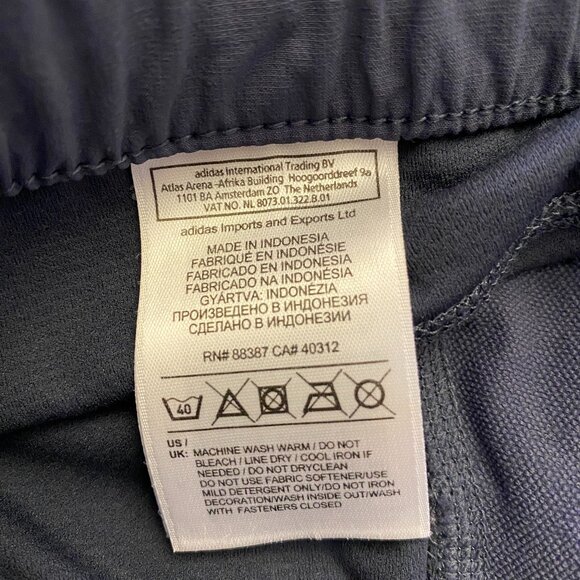 adidas International Trading BV
Atlas Arena -Afrika Building Hoogoorddreef 9a
1101 BA Amsterdam ZO The Netherlands
VAT NO. NL 8073.01.322.B.01
adidas Imports and Exports Ltd
MADE IN INDONESIA
FABRIQUÉ EN INDONÉSIE
FABRICADO EN INDONESIA
FABRICADO NA INDONÉSIA
GYÁRTVA: INDONÉZIA
ПРОИЗВЕДЕНО В ИНДОНЕЗИЯ
СДЕЛАНО В ИНДОНЕЗИИ
RN# 88387 CA# 40312
40
US /
UK: MACHINE WASH WARM / DO NOT
BLEACH / LINE DRY / COOL IRON IF
NEEDED / DO NOT DRYCLEAN
DO NOT USE FABRIC SOFTENER/USE
MILD DETERGENT ONLY/DO NOT IRON
DECORATION/WASH INSIDE OUT/WASH
WITH FASTENERS CLOSED